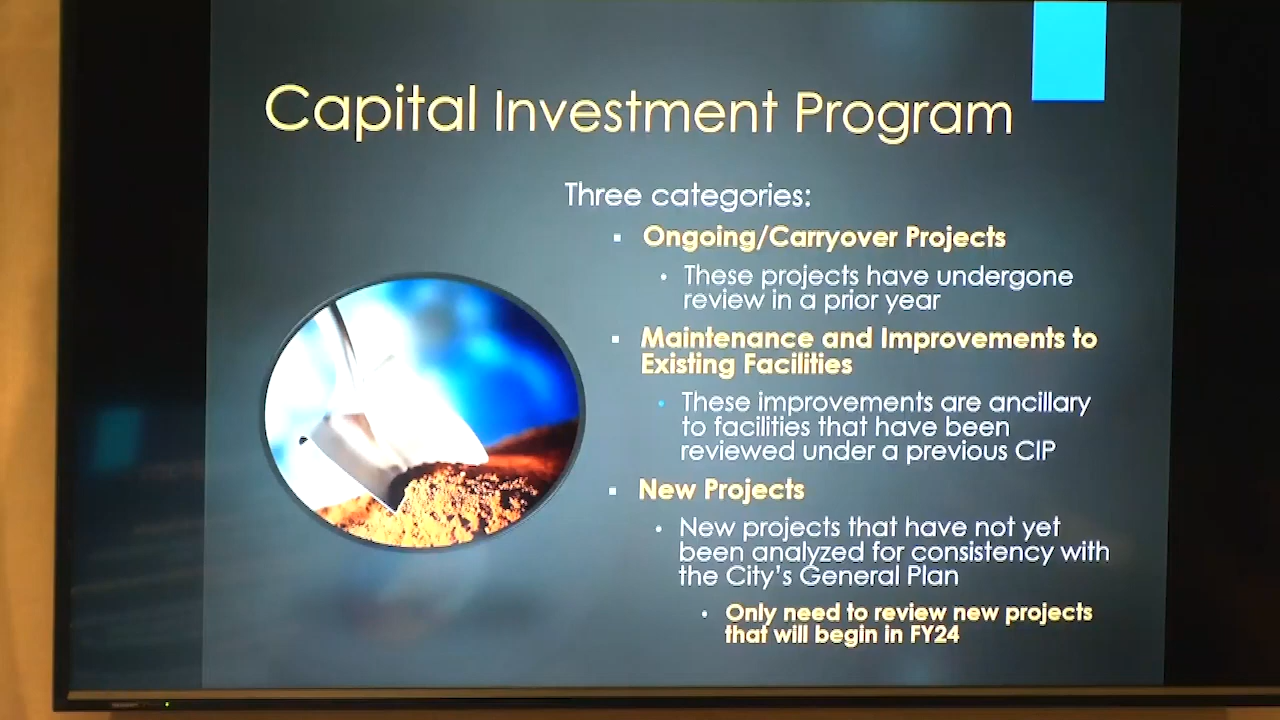 Capital Investment Program
Three categories:
Ongoing/Carryover Projects
These projects have undergone
review in a prior year
Maintenance and Improvements to
Existing Facilities
These improvements are ancillary
to facilities that have been
reviewed under a previous CIP
New Projects
New projects that have not yet
been analyzed for consistency with
the City's General Plan
Only need to review new projects
that will begin in FY24